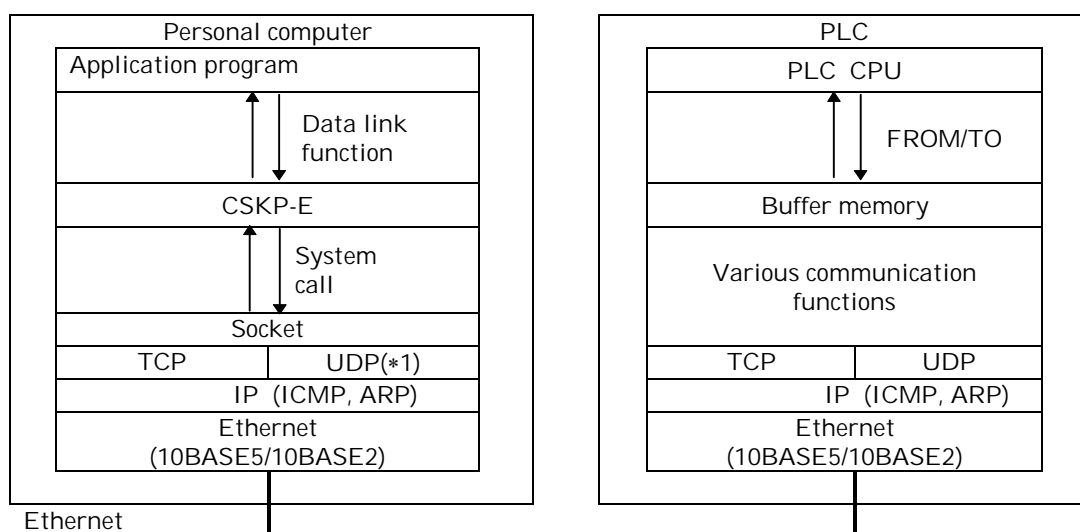 Personal computer
Application program
Data link
function
CSKP-E
System
call
Socket
TCP UDP(*1)
IP (ICMP, ARP)
Ethernet
(10BASE5/10BASE2)
Ethernet
PLC
PLC CPU
FROM/TO
Buffer memory
Various communication
functions
TCP UDP
IP (ICMP, ARP)
Ethernet
(10BASE5/10BASE2)